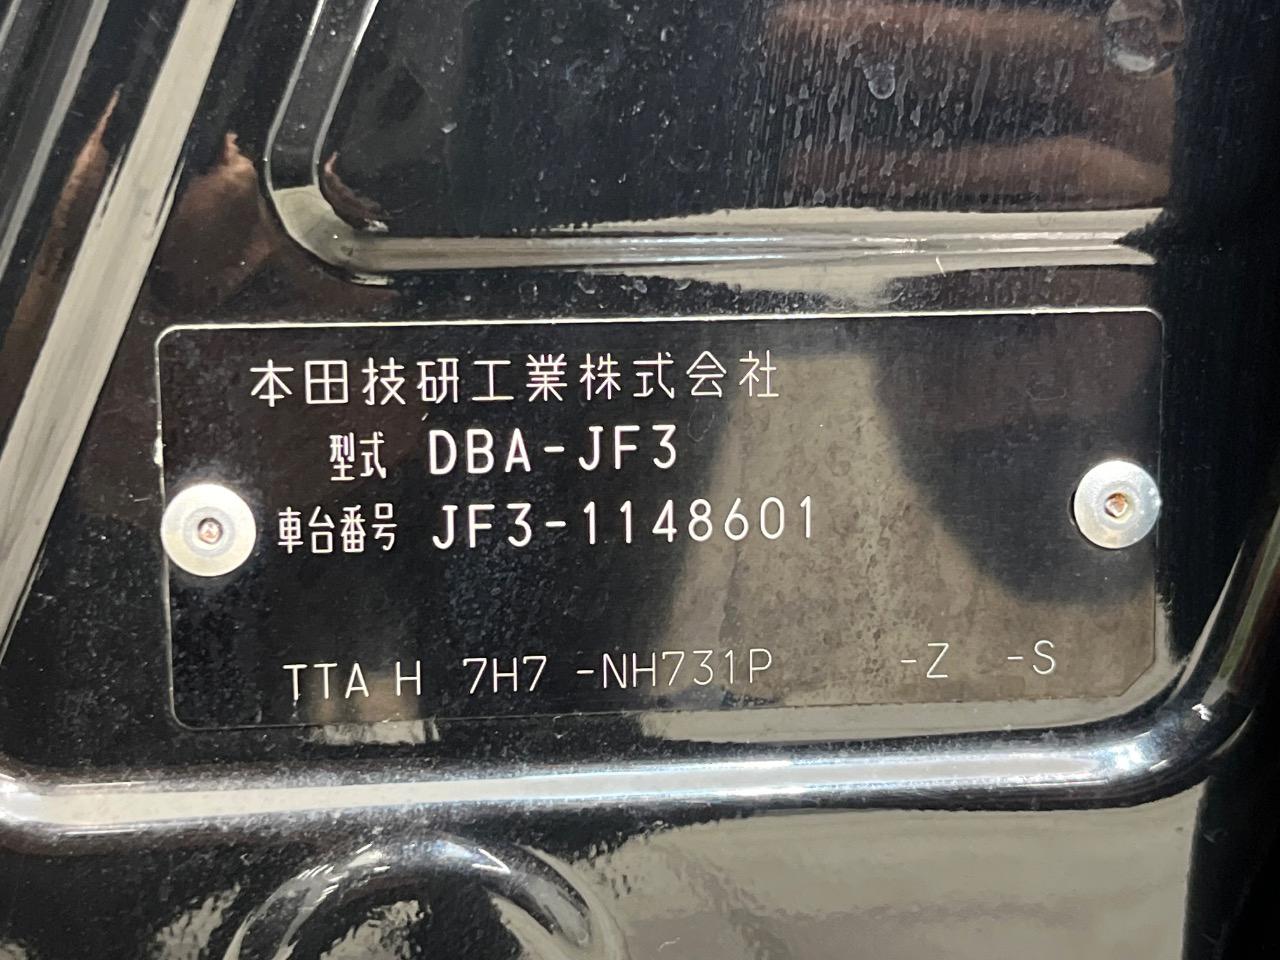 本田技研工業株式会社
型式 DBA-JF3
車台番号 JF3-1148601
TTA H 7H7 -NH731P -Z -S